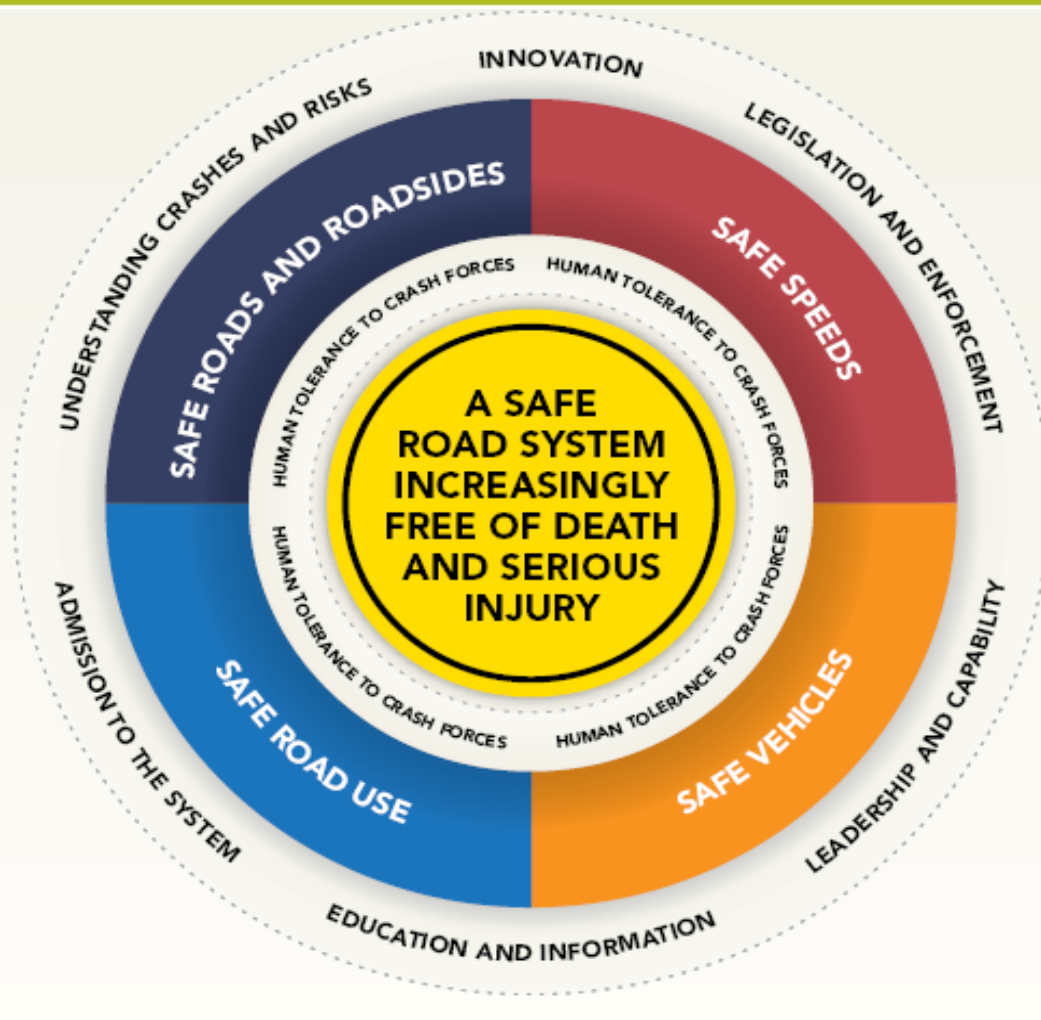 INNOVATION
UNDERSTANDING CRASHES AND RISKS
LEGISLATION AND ENFORCEMENT
SAFE ROADS AND ROADSIDES
SAFE SPEEDS
HUMAN TOLERANCE TO CRASH FORCES
HUMAN TOLERANCE TO CRASH FORCES
A SAFE
ROAD SYSTEM
INCREASINGLY
FREE OF DEATH
AND SERIOUS
INJURY
HUMAN TOLERANCE TO CRASH FORCES
HUMAN TOLERANCE TO CRASH FORCES
SAFE ROAD USE
SAFE VEHICLES
ADMISSION TO THE SYSTEM
LEADERSHIP AND CAPABILITY
EDUCATION AND INFORMATION